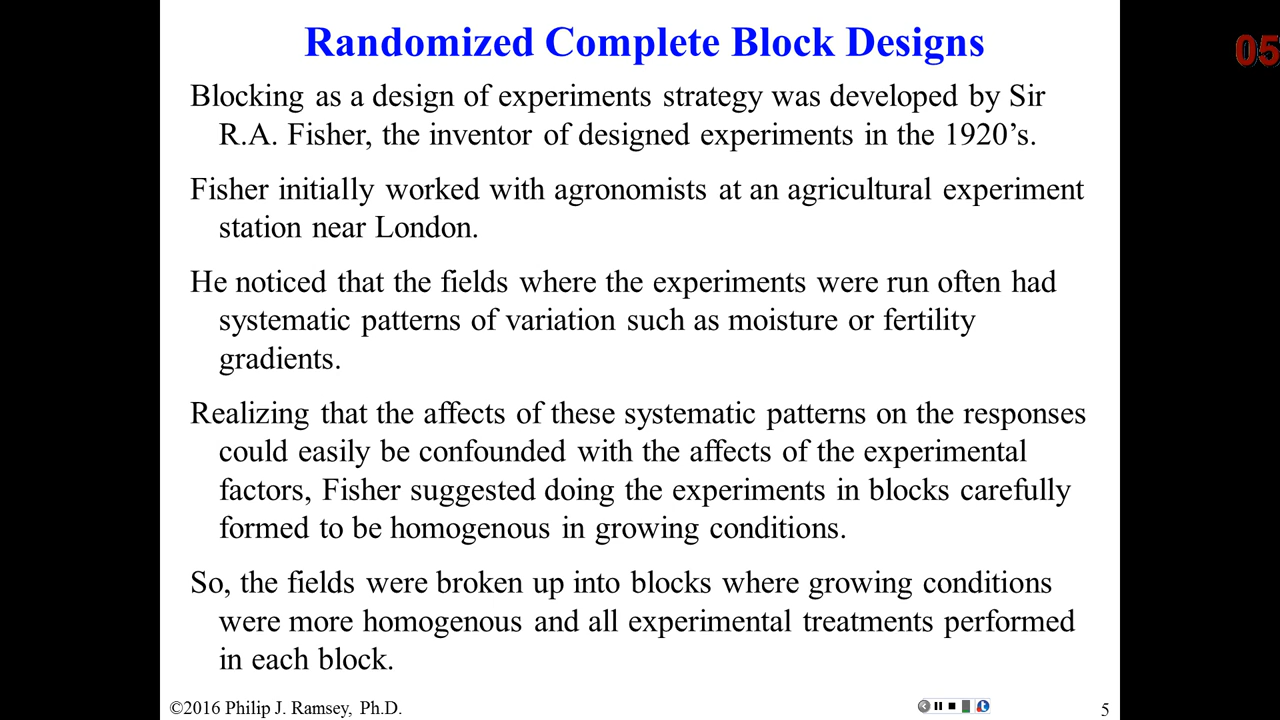 Randomized Complete Block Designs
05
Blocking as a design of experiments strategy was developed by Sir
R.A. Fisher, the inventor of designed experiments in the 1920’s.
Fisher initially worked with agronomists at an agricultural experiment
station near London.
He noticed that the fields where the experiments were run often had
systematic patterns of variation such as moisture or fertility
gradients.
Realizing that the affects of these systematic patterns on the responses
could easily be confounded with the affects of the experimental
factors, Fisher suggested doing the experiments in blocks carefully
formed to be homogenous in growing conditions.
So, the fields were broken up into blocks where growing conditions
were more homogenous and all experimental treatments performed
in each block.
©2016 Philip J. Ramsey, Ph.D.
5